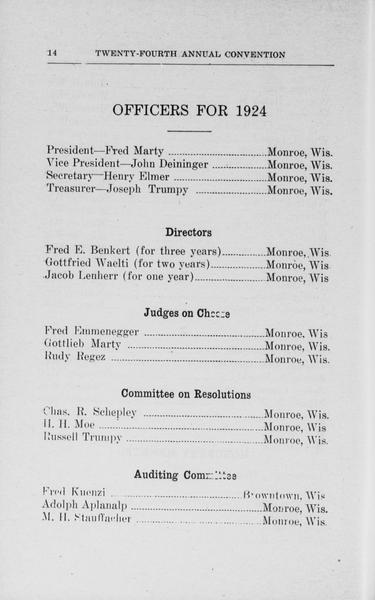 14 TWENTY-FOURTH ANNUAL CONVENTION
OFFICERS FOR 1924
President—Fred Marty ..............................Monroe, Wis.
Vice President—John Deininger ................Monroe, Wis.
Secretary—Henry Elmer ............................Monroe, Wis.
Treasurer—Joseph Trumpy ......................Monroe, Wis.
Directors
Fred E. Benkert (for three years)..............Monroe, Wis.
Gottfried Waelti (for two years)................Monroe, Wis.
Jacob Lenherr (for one year)......................Monroe, Wis
Judges on Cheese
Fred Emmenegger ....................................Monroe, Wis
Gottlieb Marty ..........................................Monroe, Wis.
Rudy Regez ..............................................Monroe, Wis.
Committee on Resolutions
Chas. R. Schepley ....................................Monroe, Wis.
H. H. Moe ..................................................Monroe, Wis
Russell Trumpy ........................................Monroe, Wis.
Auditing Committee
Fred Kuenzi ........................................Browntown, Wis
Adolph Aplanalp ......................................Monroe, Wis.
M. H. Stauffacher ....................................Monroe, Wis.